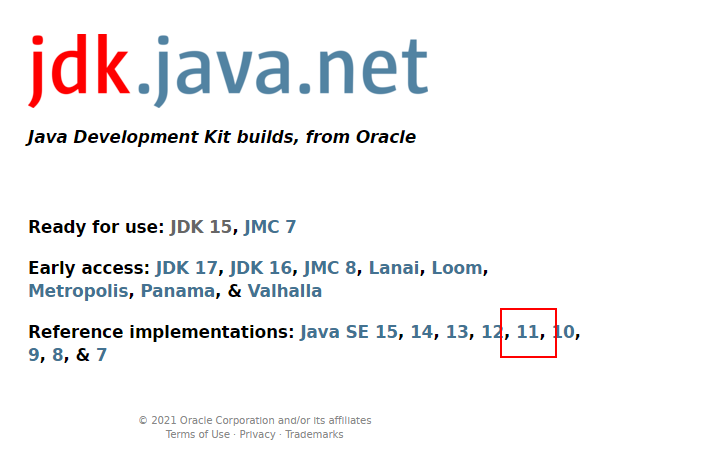 jdk.java.net
Java Development Kit builds, from Oracle
Ready for use: JDK 15, JMC 7
Early access: JDK 17, JDK 16, JMC 8, Lanai, Loom,
Metropolis, Panama, & Valhalla
Reference implementations: Java SE 15, 14, 13, 12, 11, 10,
9, 8, & 7
© 2021 Oracle Corporation and/or its affiliates
Terms of Use · Privacy · Trademarks